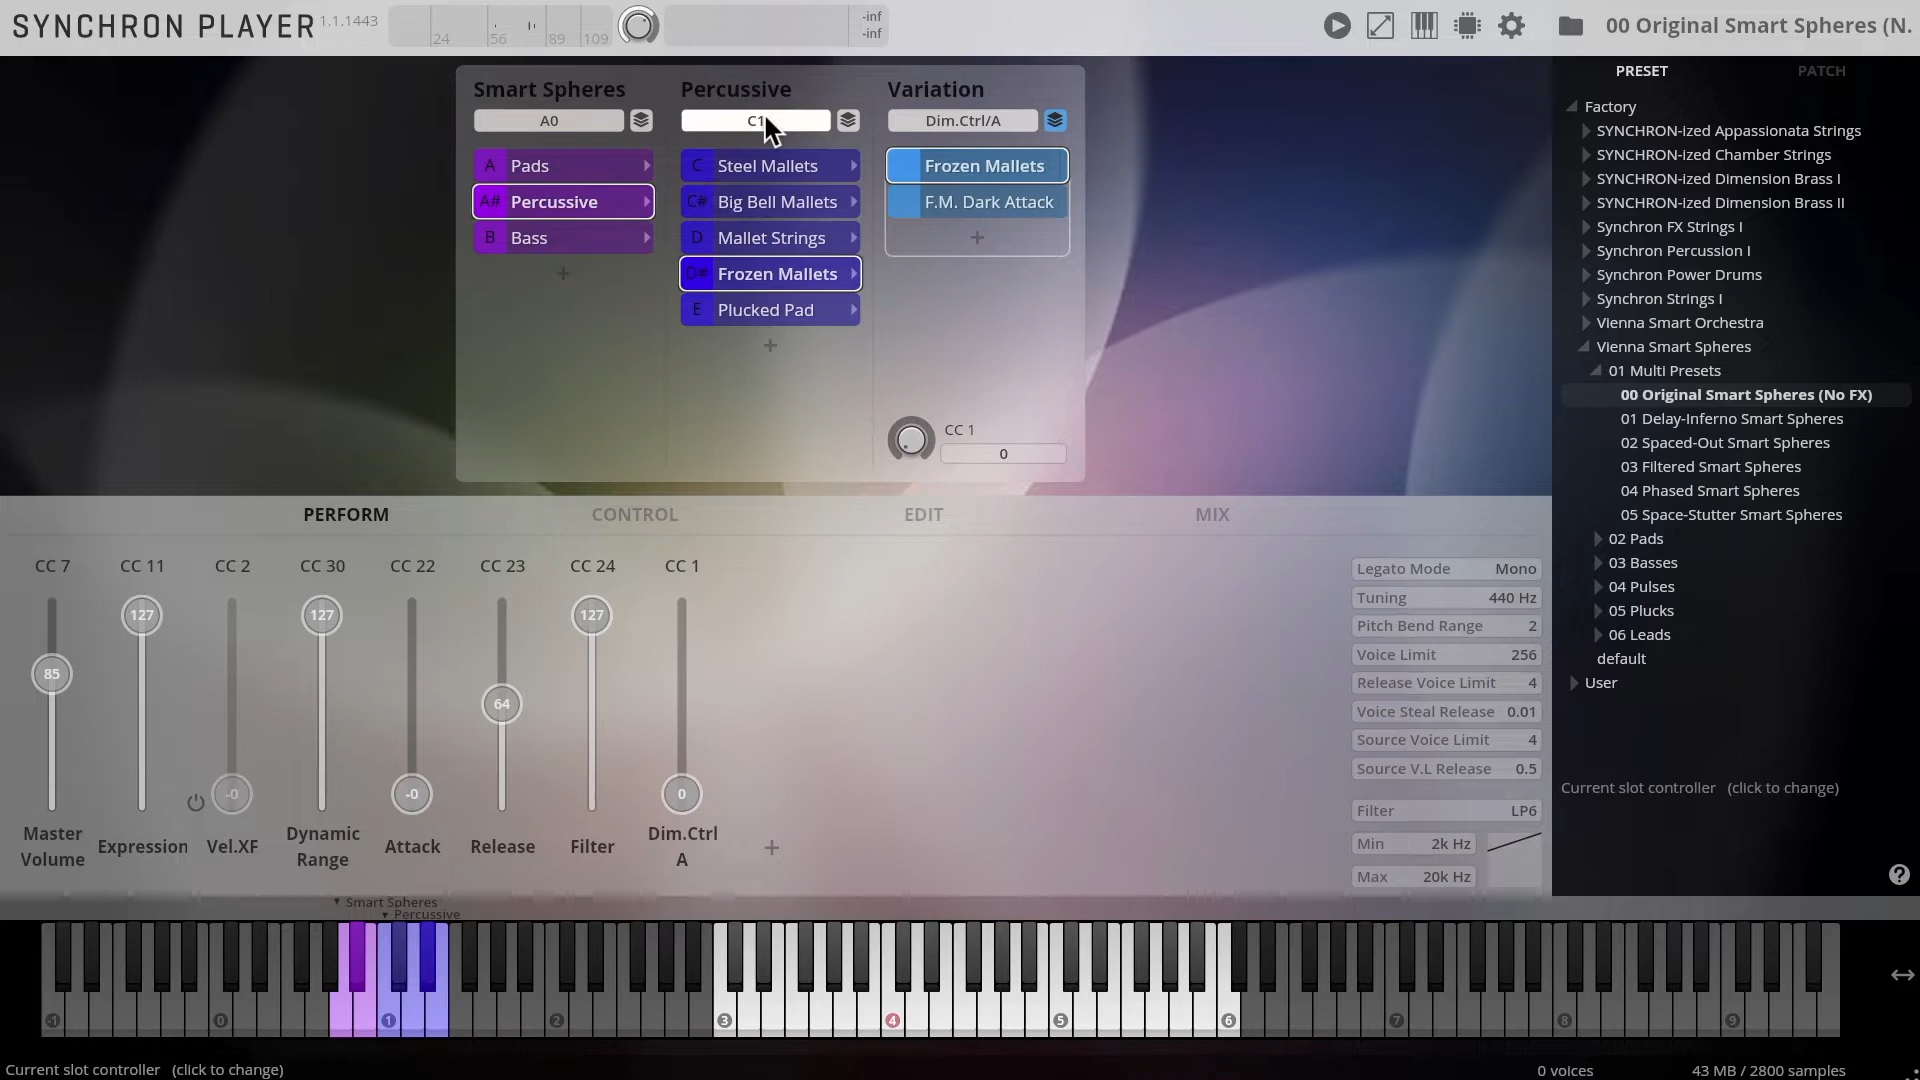 SYNCHRON PLAYER 1.1.1443
24 56 89 109
-inf
-inf
00 Original Smart Spheres (N.
PRESET PATCH
Smart Spheres Percussive Variation
A0 C1 Dim.Ctrl/A
A Pads
A# Percussive
B Bass
+
C Steel Mallets
C# Big Bell Mallets
D Mallet Strings
D# Frozen Mallets
E Plucked Pad
+
Frozen Mallets
F.M. Dark Attack
+
CC 1
0
Factory
SYNCHRON-ized Appassionata Strings
SYNCHRON-ized Chamber Strings
SYNCHRON-ized Dimension Brass I
SYNCHRON-ized Dimension Brass II
Synchron FX Strings I
Synchron Percussion I
Synchron Power Drums
Synchron Strings I
Vienna Smart Orchestra
Vienna Smart Spheres
01 Multi Presets
00 Original Smart Spheres (No FX)
01 Delay-Inferno Smart Spheres
02 Spaced-Out Smart Spheres
03 Filtered Smart Spheres
04 Phased Smart Spheres
05 Space-Stutter Smart Spheres
02 Pads
03 Basses
04 Pulses
05 Plucks
06 Leads
default
User
Current slot controller (click to change)
?
PERFORM CONTROL EDIT MIX
CC 7 CC 11 CC 2 CC 30 CC 22 CC 23 CC 24 CC 1
85 127 -0 127 -0 64 127 0
Master Volume
Expression
Vel.XF
Dynamic Range
Attack
Release
Filter
Dim.Ctrl A
+
Legato Mode Mono
Tuning 440 Hz
Pitch Bend Range 2
Voice Limit 256
Release Voice Limit 4
Voice Steal Release 0.01
Source Voice Limit 4
Source V.L Release 0.5
Filter LP6
Min 2k Hz
Max 20k Hz
Smart Spheres
Percussive
-1 0 1 2 3 4 5 6 7 8 9
Current slot controller (click to change)
0 voices 43 MB / 2800 samples